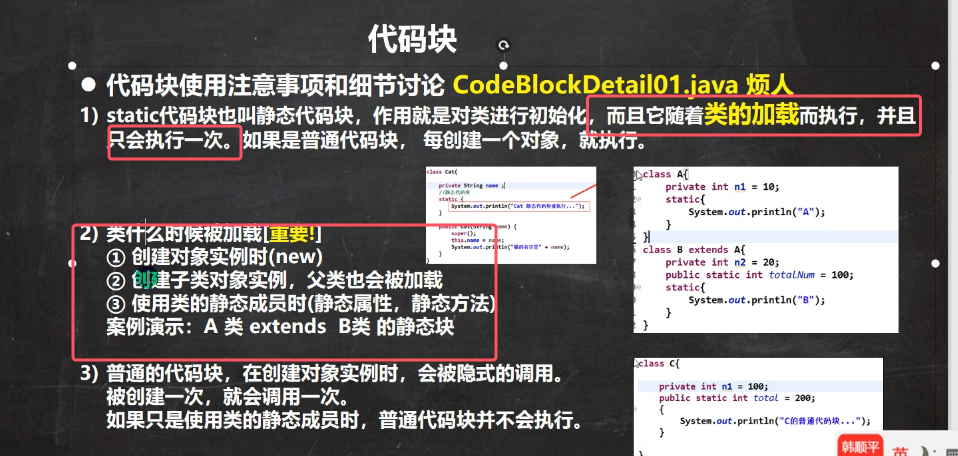 代码块
● 代码块使用注意事项和细节讨论 CodeBlockDetail01.java 烦人
1) static代码块也叫静态代码块，作用就是对类进行初始化，而且它随着类的加载而执行，并且
只会执行一次。如果是普通代码块， 每创建一个对象，就执行。
class Cat{
private String name ;
//静态代码块
static {
System.out.println("Cat 静态代码块被执行...");
}
public Cat(String name) {
super();
this.name = name;
System.out.println("猫的名字是" + name);
}
}
class A{
private int n1 = 10;
static{
System.out.println("A");
}
}
class B extends A{
private int n2 = 20;
public static int totalNum = 100;
static{
System.out.println("B");
}
}
2) 类什么时候被加载[重要!]
① 创建对象实例时(new)
② 创建子类对象实例，父类也会被加载
③ 使用类的静态成员时(静态属性，静态方法)
案例演示：A 类 extends B类 的静态块
3) 普通的代码块，在创建对象实例时，会被隐式的调用。
被创建一次，就会调用一次。
如果只是使用类的静态成员时，普通代码块并不会执行。
class C{
private int n1 = 100;
public static int total = 200;
{
System.out.println("C的普通代码块...");
}
}
韩顺平
英